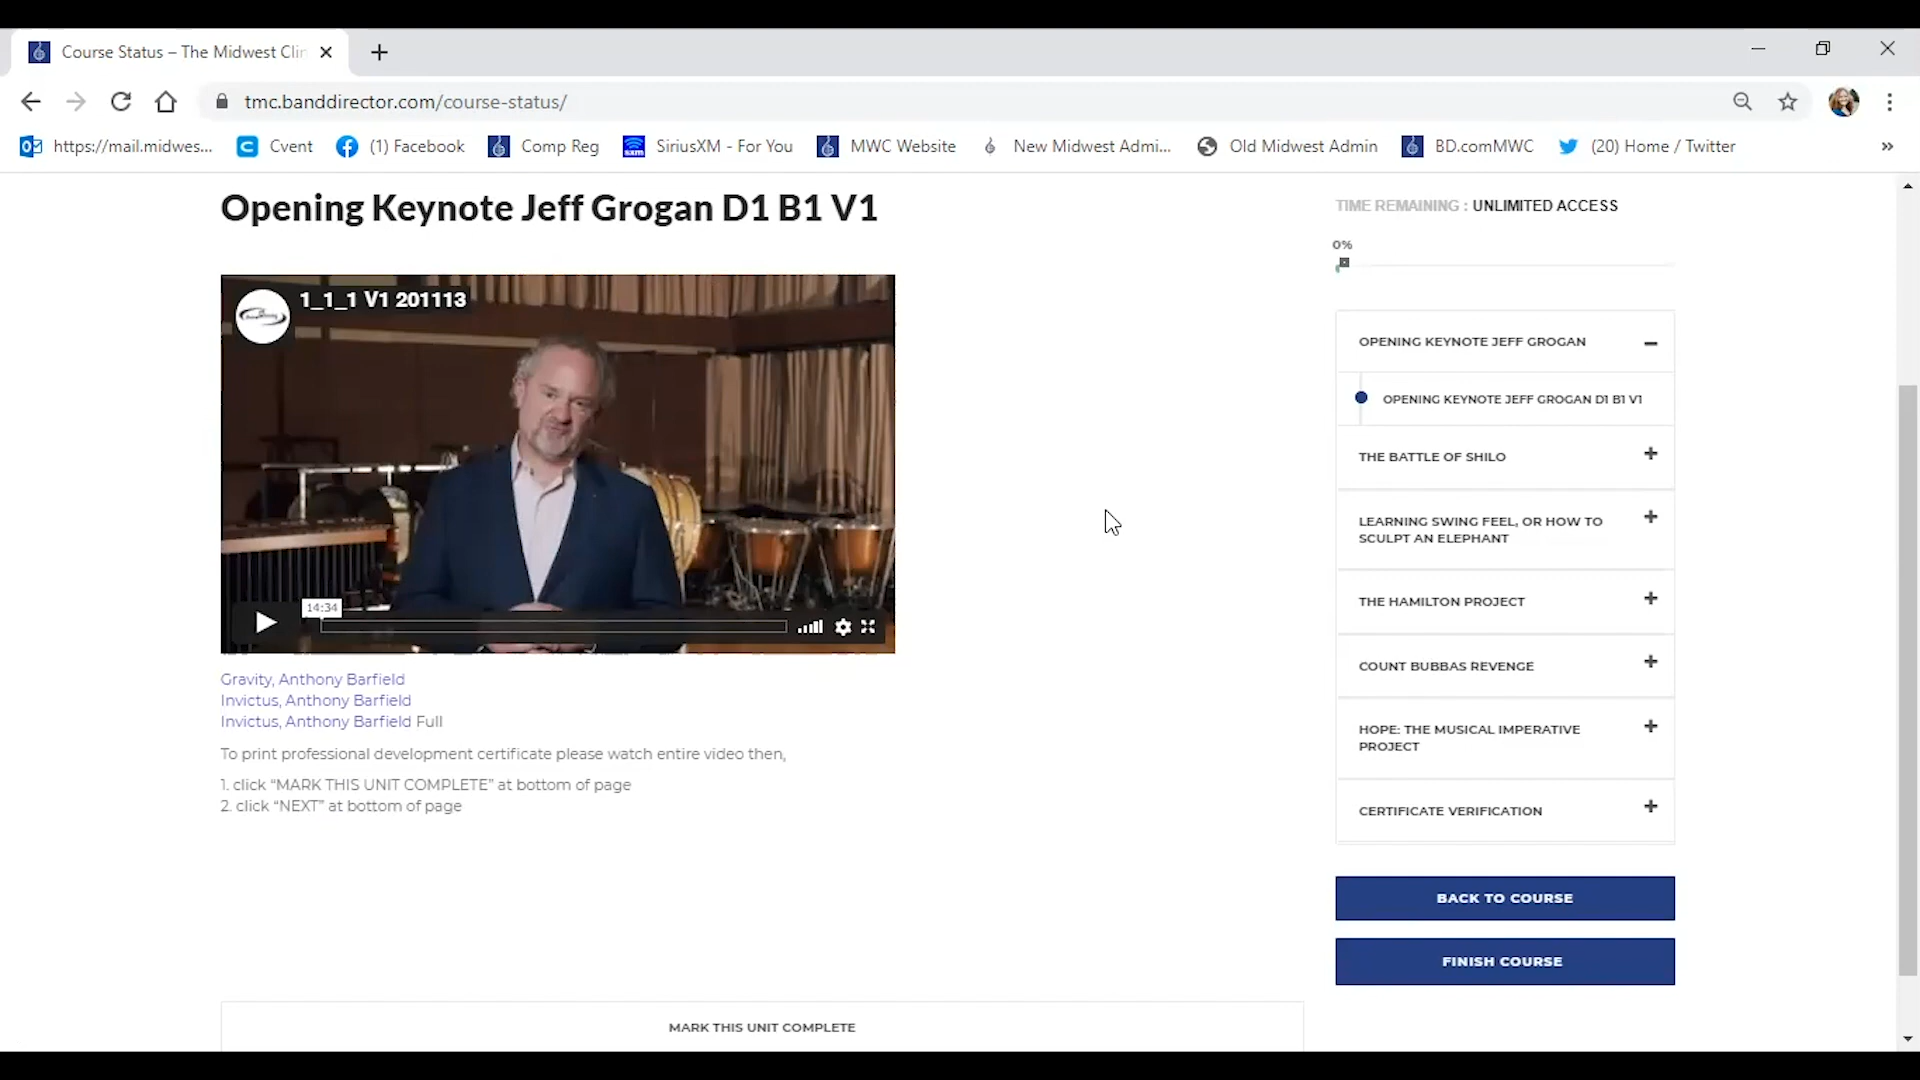 Course Status – The Midwest Clin
tmc.banddirector.com/course-status/
https://mail.midwes...
Cvent
(1) Facebook
Comp Reg
SiriusXM - For You
MWC Website
New Midwest Admi...
Old Midwest Admin
BD.comMWC
(20) Home / Twitter
»
Opening Keynote Jeff Grogan D1 B1 V1
1_1_1 V1 201113
14:34
Gravity, Anthony Barfield
Invictus, Anthony Barfield
Invictus, Anthony Barfield Full
To print professional development certificate please watch entire video then,
1. click “MARK THIS UNIT COMPLETE” at bottom of page
2. click “NEXT” at bottom of page
MARK THIS UNIT COMPLETE
TIME REMAINING : UNLIMITED ACCESS
0%
OPENING KEYNOTE JEFF GROGAN
OPENING KEYNOTE JEFF GROGAN D1 B1 V1
THE BATTLE OF SHILO
LEARNING SWING FEEL, OR HOW TO
SCULPT AN ELEPHANT
THE HAMILTON PROJECT
COUNT BUBBAS REVENGE
HOPE: THE MUSICAL IMPERATIVE
PROJECT
CERTIFICATE VERIFICATION
BACK TO COURSE
FINISH COURSE